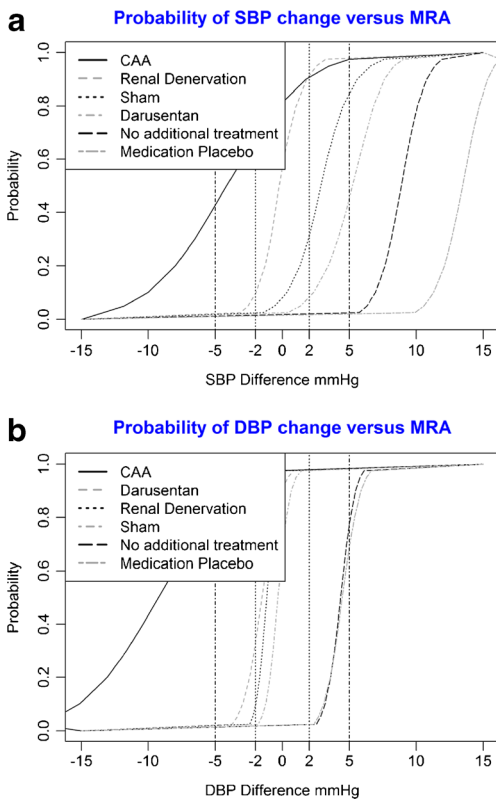 a
Probability of SBP change versus MRA
CAA
Renal Denervation
Sham
Darusentan
No additional treatment
Medication Placebo
Probability
0.0 0.2 0.4 0.6 0.8 1.0
-15 -10 -5 -2 0 2 5 10 15
SBP Difference mmHg
b
Probability of DBP change versus MRA
CAA
Darusentan
Renal Denervation
Sham
No additional treatment
Medication Placebo
Probability
0.0 0.2 0.4 0.6 0.8 1.0
-15 -10 -5 -2 0 2 5 10 15
DBP Difference mmHg